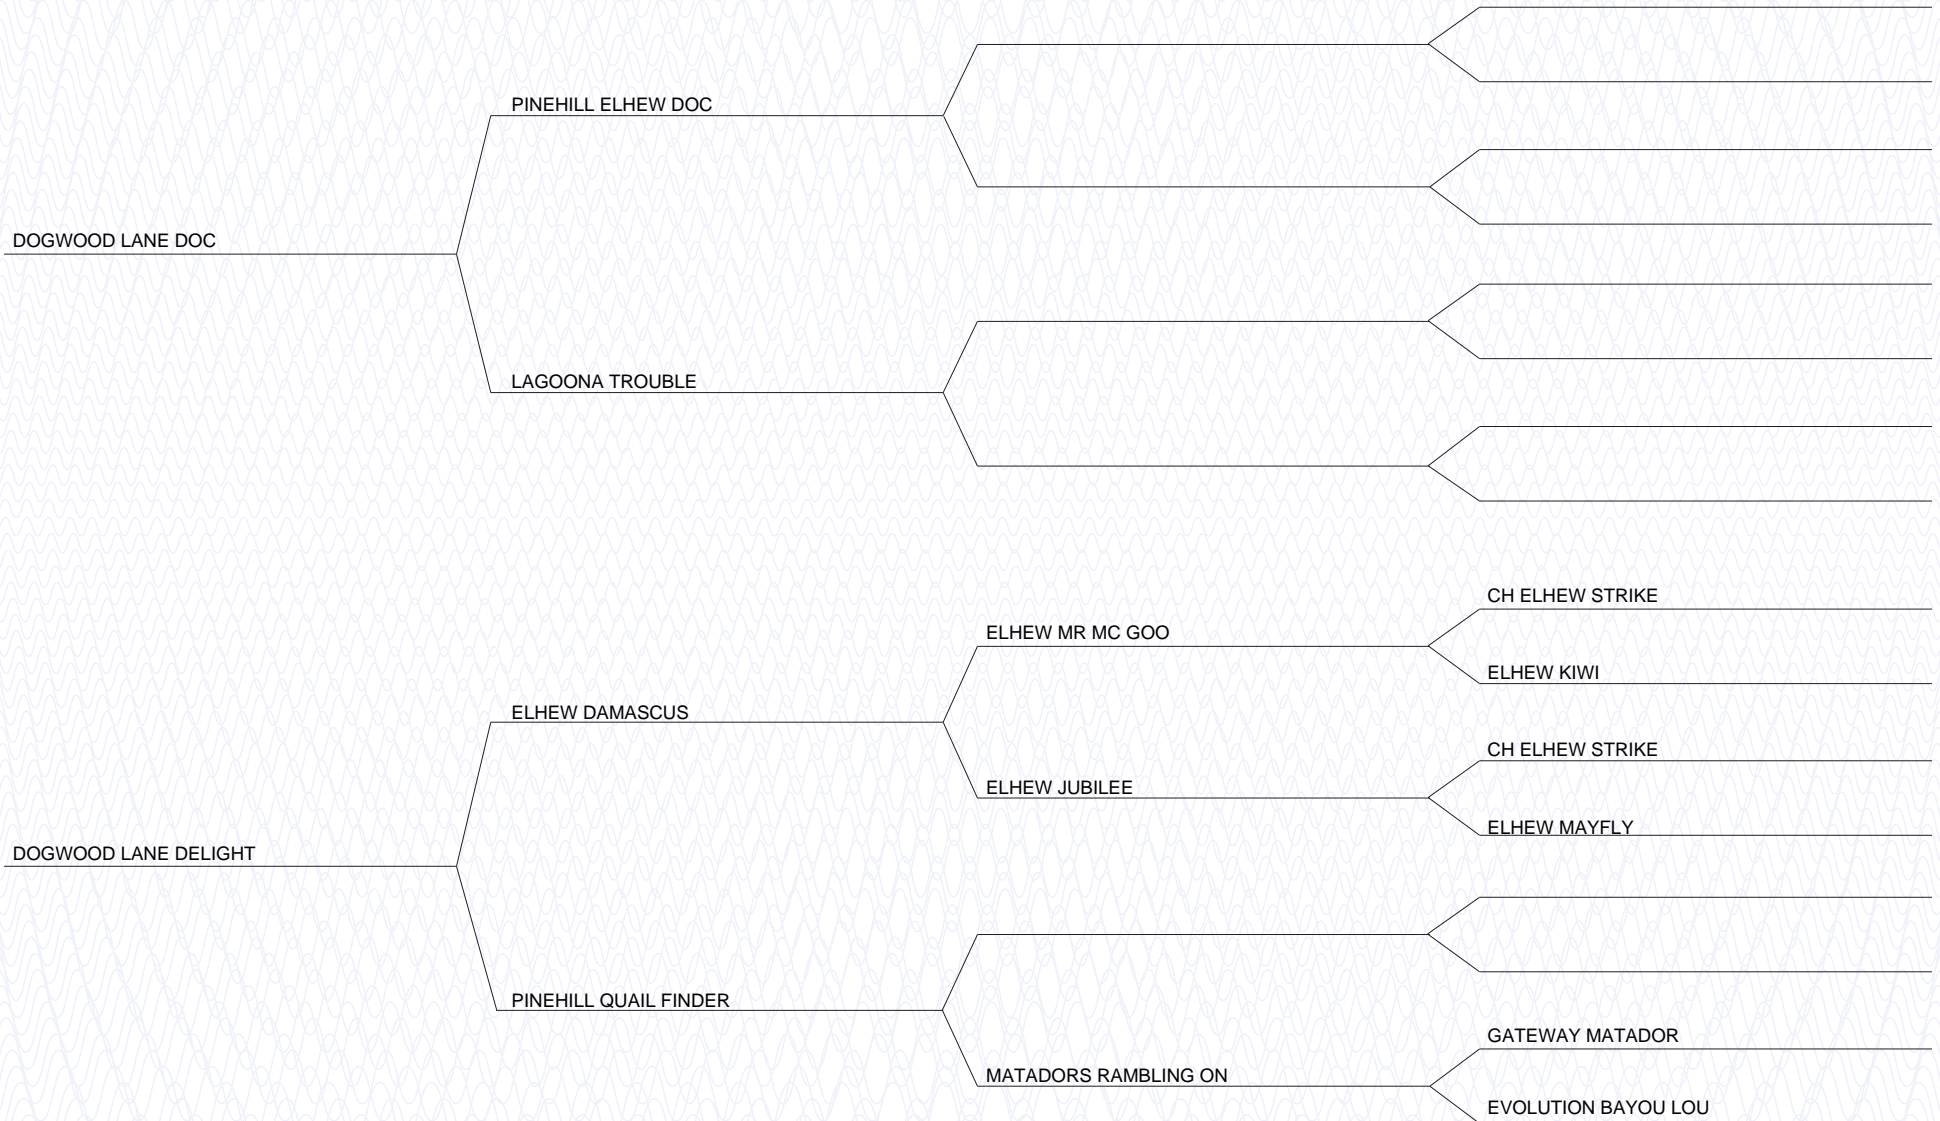 PINEHILL ELHEW DOC
DOGWOOD LANE DOC
LAGOONA TROUBLE
CH ELHEW STRIKE
ELHEW MR MC GOO
ELHEW KIWI
ELHEW DAMASCUS
CH ELHEW STRIKE
ELHEW JUBILEE
ELHEW MAYFLY
DOGWOOD LANE DELIGHT
PINEHILL QUAIL FINDER
GATEWAY MATADOR
MATADORS RAMBLING ON
EVOLUTION BAYOU LOU